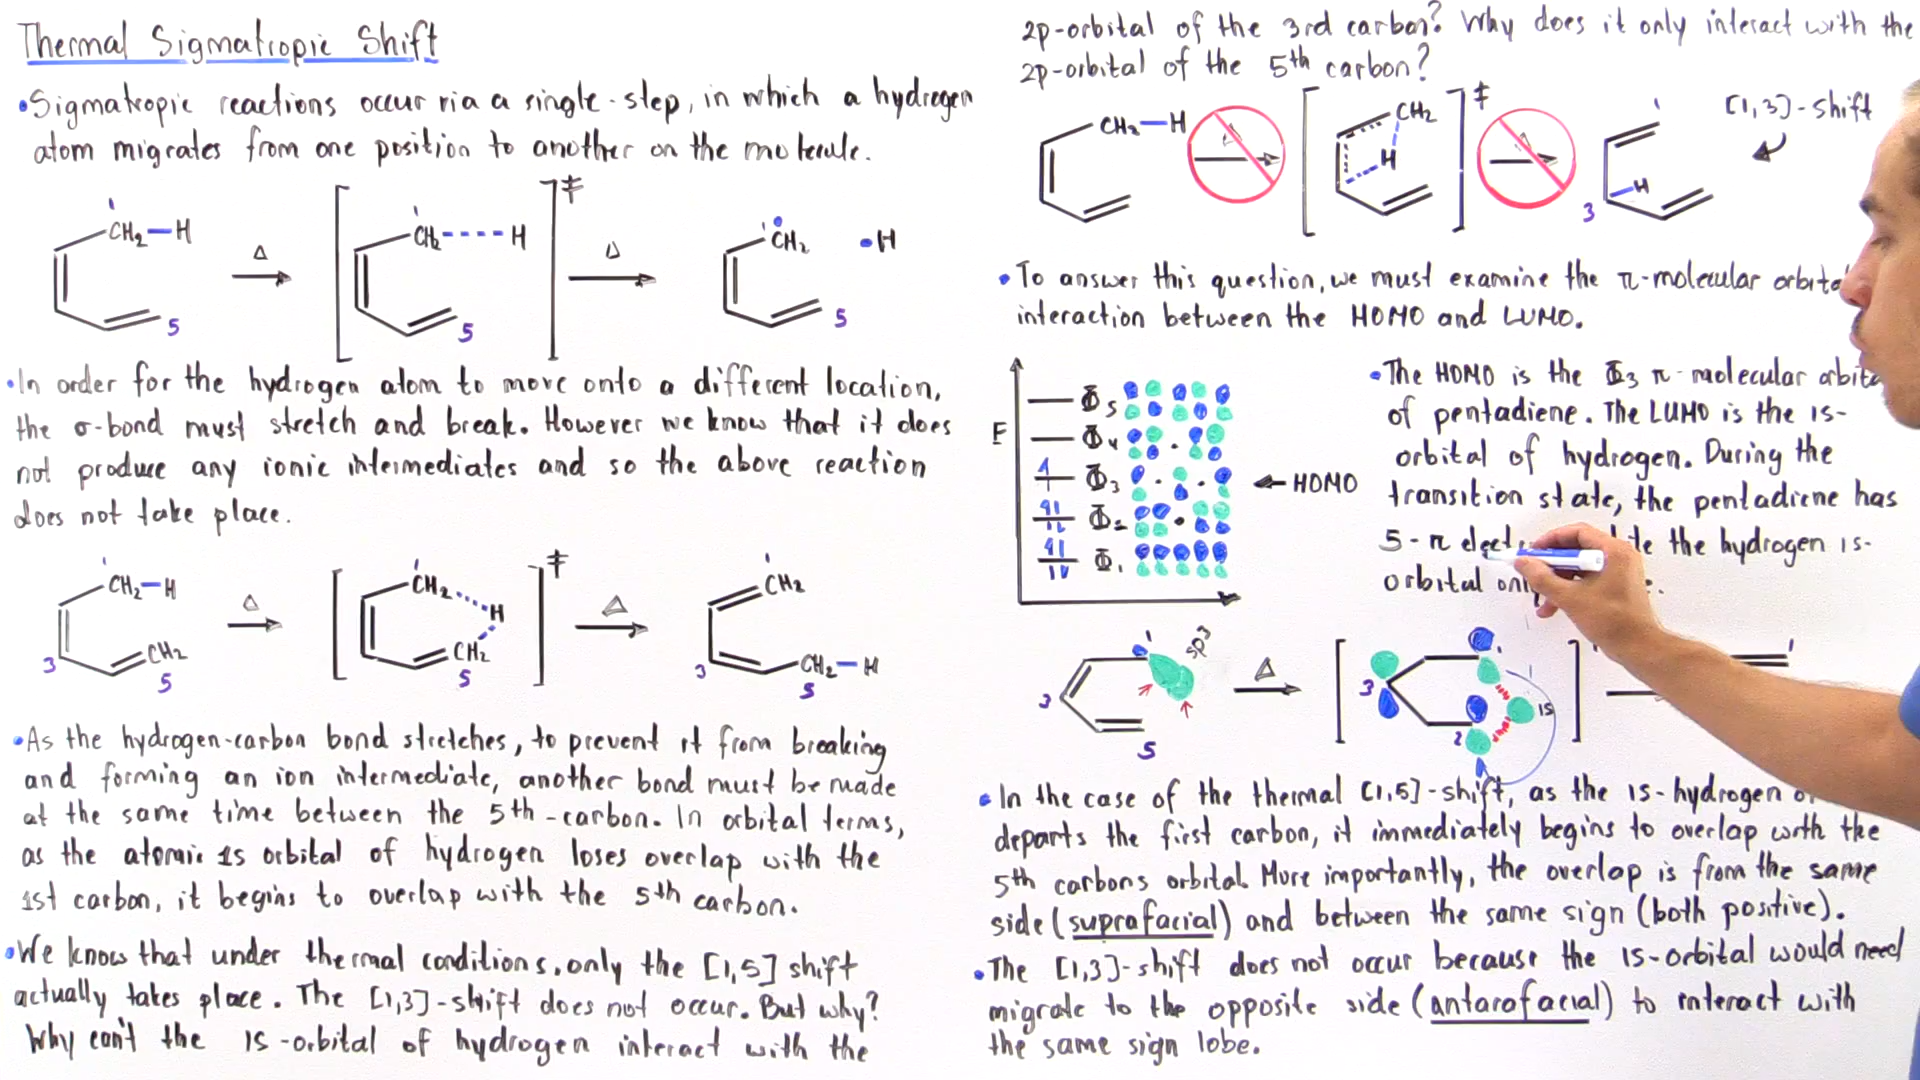 Thermal Sigmatropic Shift
•Sigmatropic reactions occur via a single-step, in which a hydrogen
atom migrates from one position to another on the molecule.
1
CH₂—H
5
Δ
1
CH₂ ---- H
5
‡
Δ
1
CH₂
•H
5
•In order for the hydrogen atom to move onto a different location,
the σ-bond must stretch and break. However we know that it does
not produce any ionic intermediates and so the above reaction
does not take place.
1
CH₂—H
CH₂
3
5
Δ
1
CH₂
H
CH₂
5
‡
Δ
1
CH₂
CH₂—H
3
5
•As the hydrogen-carbon bond stretches, to prevent it from breaking
and forming an ion intermediate, another bond must be made
at the same time between the 5th-carbon. In orbital terms,
as the atomic 1s orbital of hydrogen loses overlap with the
1st carbon, it begins to overlap with the 5th carbon.
•We know that under thermal conditions, only the [1,5] shift
actually takes place. The [1,3]-shift does not occur. But why?
Why can't the 1S-orbital of hydrogen interact with the
2p-orbital of the 3rd carbon? Why does it only interact with the
2p-orbital of the 5th carbon?
CH₂—H
Δ
CH₂
H
‡
Δ
1
H
3
[1,3]-shift
•To answer this question, we must examine the π-molecular
interaction between the HOMO and LUMO.
E
Φ5
Φ4
Φ3
Φ2
Φ1
← HOMO
•The HOMO is the Φ3 π-molecular
of pentadiene. The LUMO is the 1s-
orbital of hydrogen. During the
transition state, the pentadiene has
5-π the hydrogen 1s-
orbital
1
sp³
3
5
Δ
3
1
1S
2
1
•In the case of the thermal [1,5]-shift, as the 1s-hydrogen
departs the first carbon, it immediately begins to overlap with the
5th carbons orbital. More importantly, the overlap is from the same
side (suprafacial) and between the same sign (both positive).
•The [1,3]-shift does not occur because the 1S-orbital would need
migrate to the opposite side (antarofacial) to interact with
the same sign lobe.